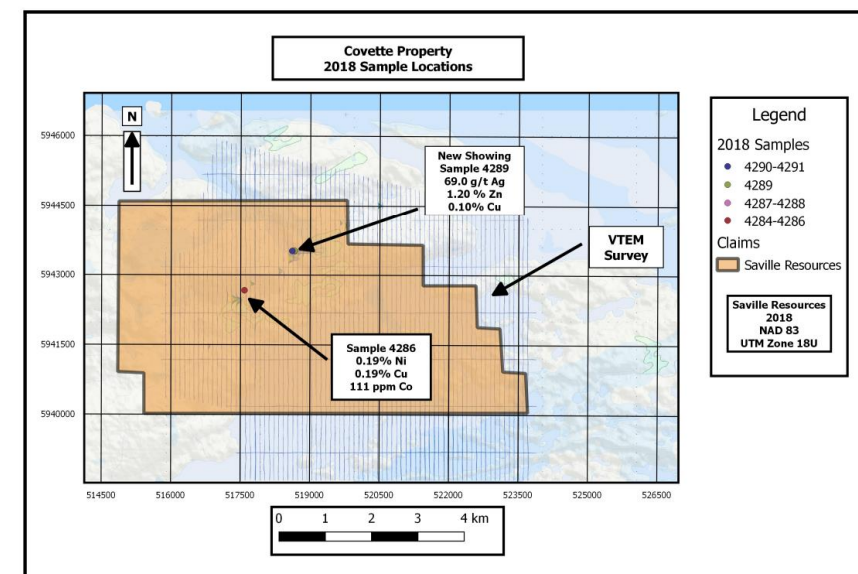 Covette Property
2018 Sample Locations
N
New Showing
Sample 4289
69.0 g/t Ag
1.20 % Zn
0.10% Cu
VTEM
Survey
Sample 4286
0.19% Ni
0.19% Cu
111 ppm Co
5946000
5944500
5943000
5941500
5940000
514500 516000 517500 519000 520500 522000 523500 525000 526500
0 1 2 3 4 km
Legend
2018 Samples
4290-4291
4289
4287-4288
4284-4286
Claims
Saville Resources
Saville Resources
2018
NAD 83
UTM Zone 18U